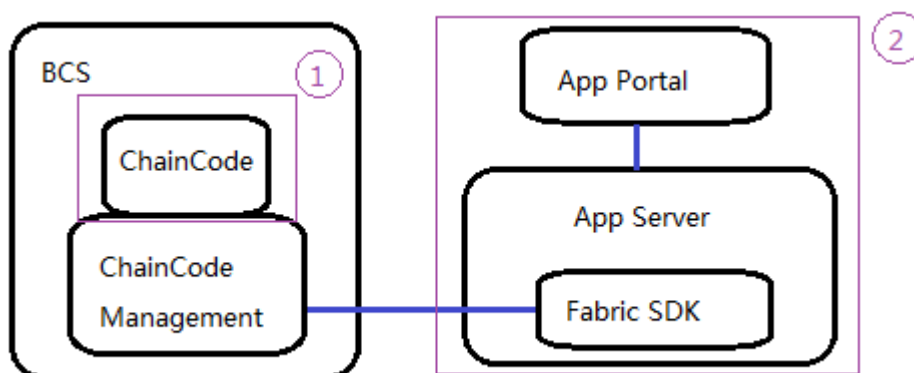 BCS
1
ChainCode
ChainCode
Management
2
App Portal
App Server
Fabric SDK